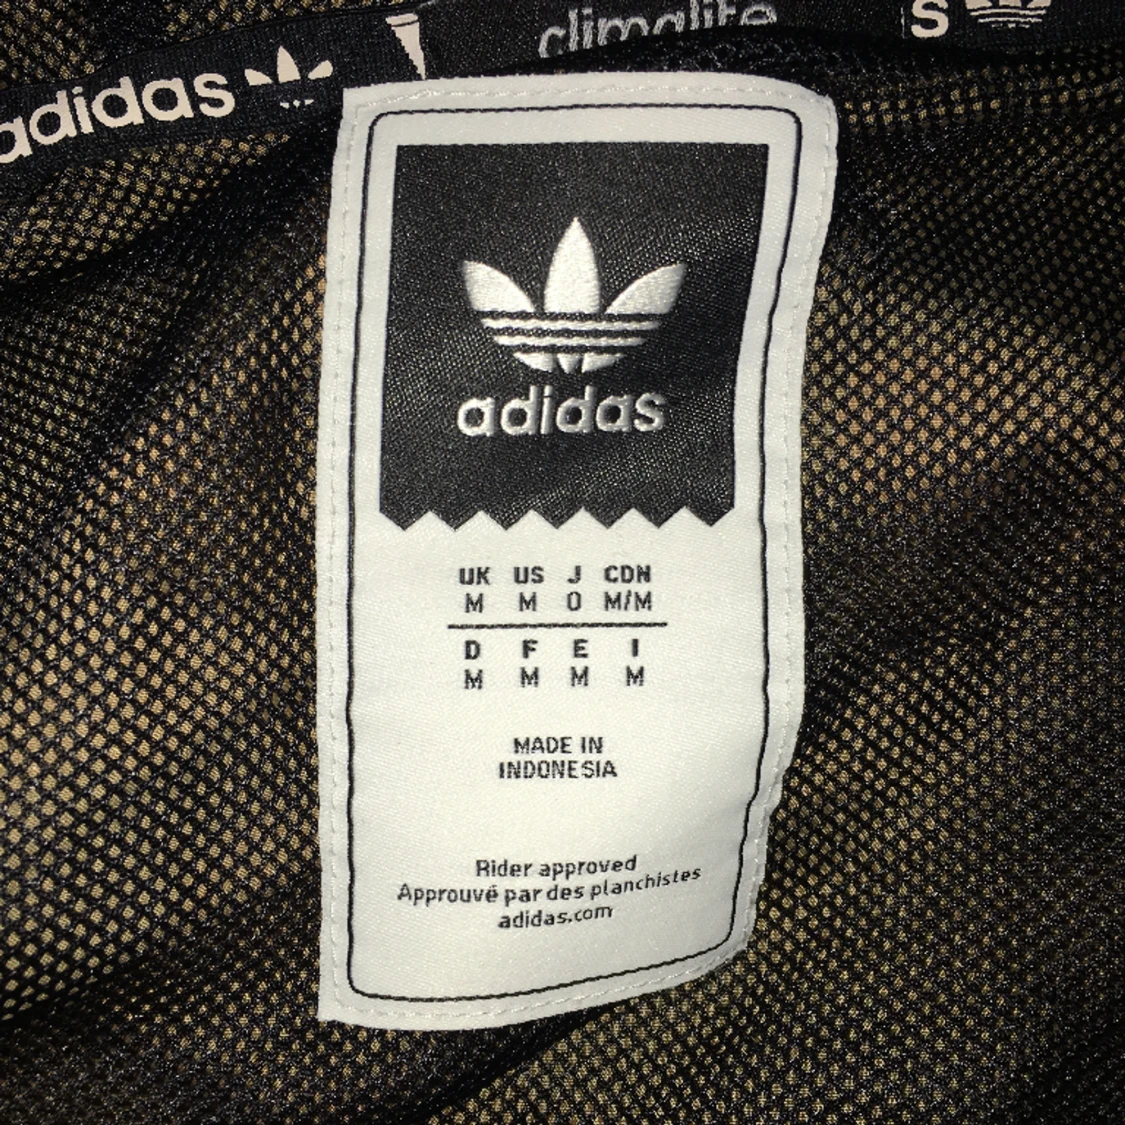 adidas
climalite
s
adidas
UK US J CDN
M M O M/M
D F E I
M M M M
MADE IN
INDONESIA
Rider approved
Approuvé par des planchistes
adidas.com